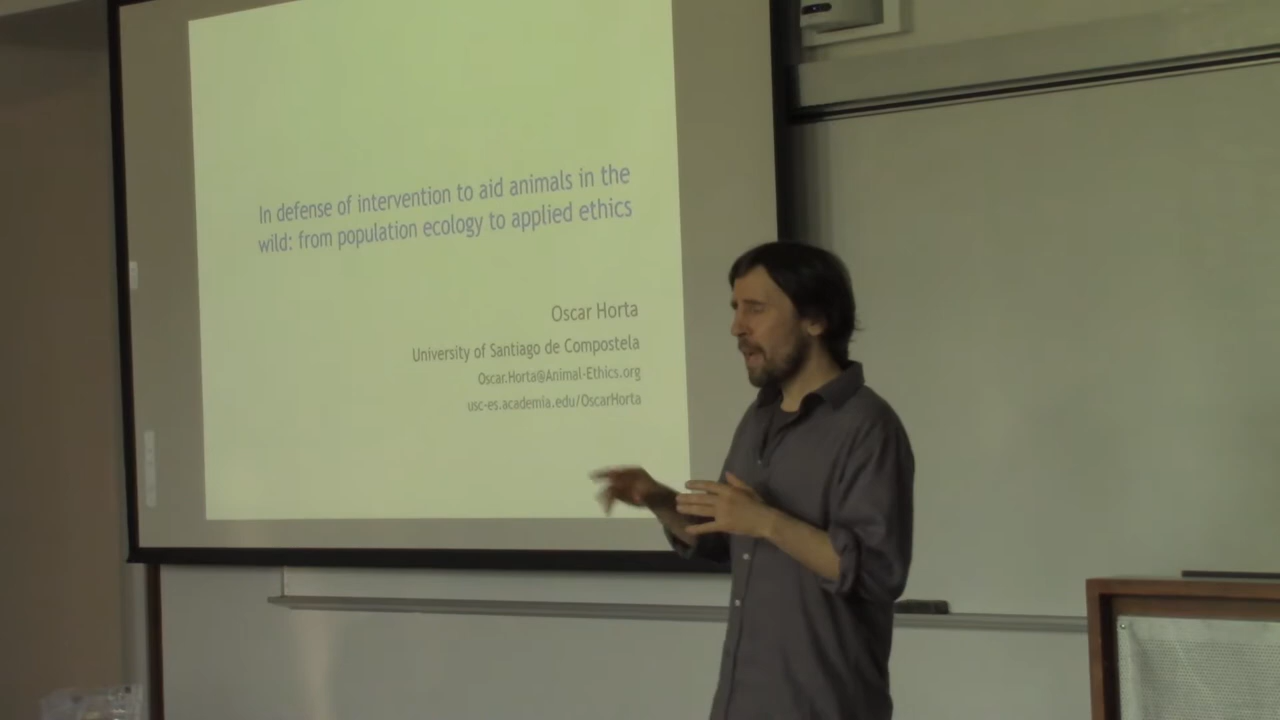 In defense of intervention to aid animals in the
wild: from population ecology to applied ethics
Oscar Horta
University of Santiago de Compostela
Oscar.Horta@Animal-Ethics.org
usc-es.academia.edu/OscarHorta